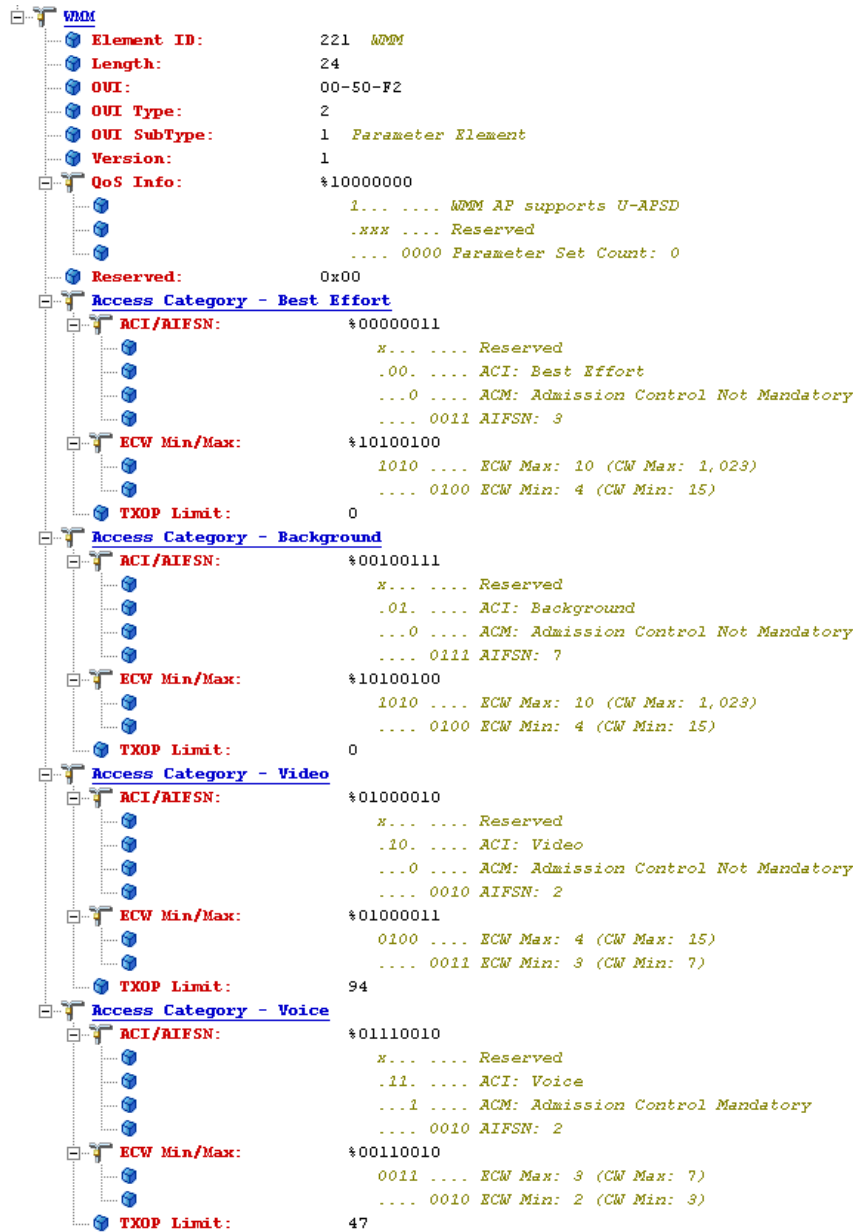 WMM
Element ID: 221 WMM
Length: 24
OUI: 00-50-F2
OUI Type: 2
OUI SubType: 1 Parameter Element
Version: 1
QoS Info: %10000000
1... .... WMM AP supports U-APSD
.xxx .... Reserved
.... 0000 Parameter Set Count: 0
Reserved: 0x00
Access Category - Best Effort
ACI/AIFSN: %00000011
x... .... Reserved
.00. .... ACI: Best Effort
...0 .... ACM: Admission Control Not Mandatory
.... 0011 AIFSN: 3
ECW Min/Max: %10100100
1010 .... ECW Max: 10 (CW Max: 1,023)
.... 0100 ECW Min: 4 (CW Min: 15)
TXOP Limit: 0
Access Category - Background
ACI/AIFSN: %00100111
x... .... Reserved
.01. .... ACI: Background
...0 .... ACM: Admission Control Not Mandatory
.... 0111 AIFSN: 7
ECW Min/Max: %10100100
1010 .... ECW Max: 10 (CW Max: 1,023)
.... 0100 ECW Min: 4 (CW Min: 15)
TXOP Limit: 0
Access Category - Video
ACI/AIFSN: %01000010
x... .... Reserved
.10. .... ACI: Video
...0 .... ACM: Admission Control Not Mandatory
.... 0010 AIFSN: 2
ECW Min/Max: %01000011
0100 .... ECW Max: 4 (CW Max: 15)
.... 0011 ECW Min: 3 (CW Min: 7)
TXOP Limit: 94
Access Category - Voice
ACI/AIFSN: %01110010
x... .... Reserved
.11. .... ACI: Voice
...1 .... ACM: Admission Control Mandatory
.... 0010 AIFSN: 2
ECW Min/Max: %00110010
0011 .... ECW Max: 3 (CW Max: 7)
.... 0010 ECW Min: 2 (CW Min: 3)
TXOP Limit: 47